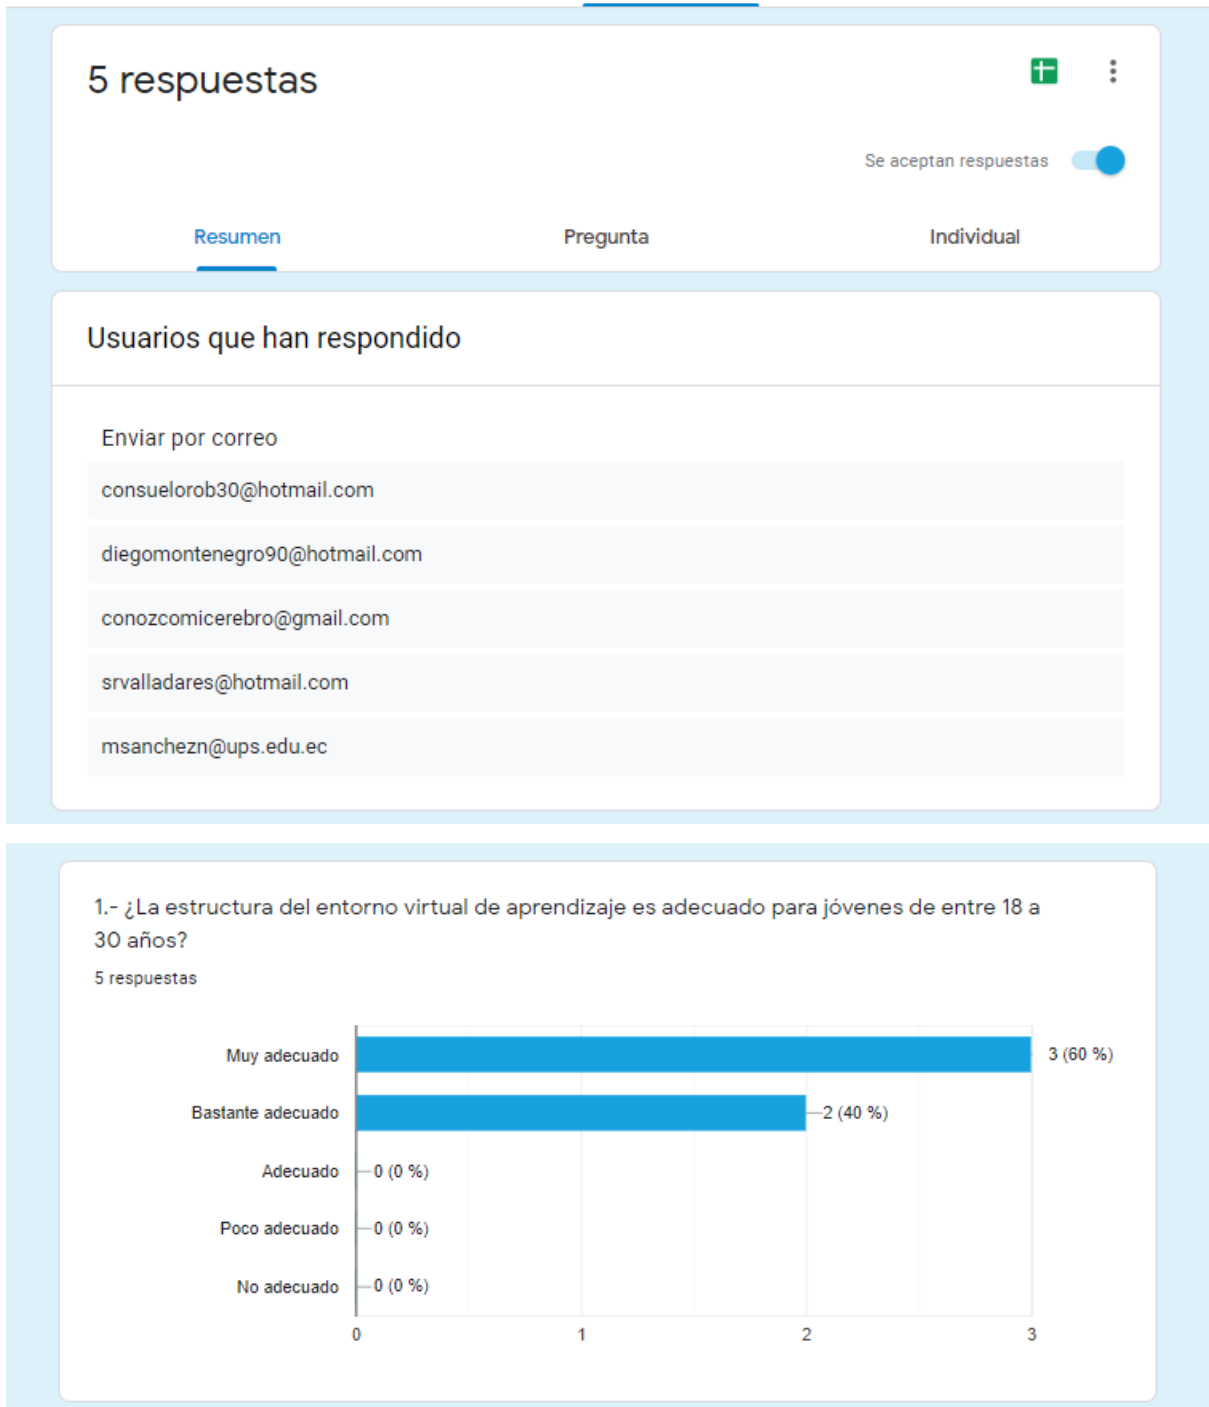 5 respuestas
Se aceptan respuestas
Resumen Pregunta Individual
Usuarios que han respondido
Enviar por correo
consuelorob30@hotmail.com
diegomontenegro90@hotmail.com
conozcomicerebro@gmail.com
srvalladares@hotmail.com
msanchezn@ups.edu.ec
1.- ¿La estructura del entorno virtual de aprendizaje es adecuado para jóvenes de entre 18 a
30 años?
5 respuestas
Muy adecuado 3 (60 %)
Bastante adecuado 2 (40 %)
Adecuado 0 (0 %)
Poco adecuado 0 (0 %)
No adecuado 0 (0 %)
0 1 2 3